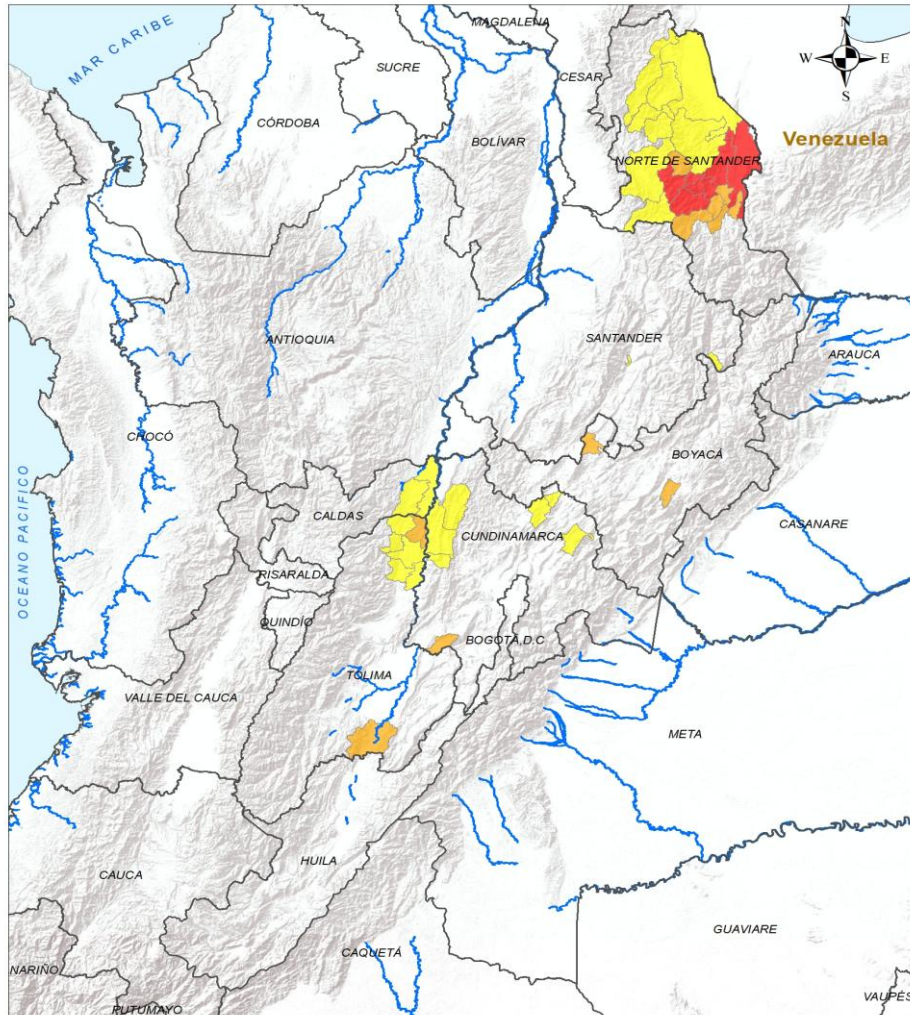 MAGDALENA
N
MAR CARIBE
W
E
SUCRE
CESAR
S
CÓRDOBA
BOLÍVAR
Venezuela
NORTE DE SANTANDER
ANTIOQUIA
SANTANDER
ARAUCA
CHOCÓ
BOYACÁ
OCEANO PACIFICO
CALDAS
CUNDINAMARCA
CASANARE
RISARALDA
QUINDIO
BOGOTÁ,D.C
TOLIMA
VALLE DEL CAUCA
META
HUILA
CAUCA
GUAVIARE
CAQUETÁ
NARIÑO
VAUPÉS
PUTUMAYO